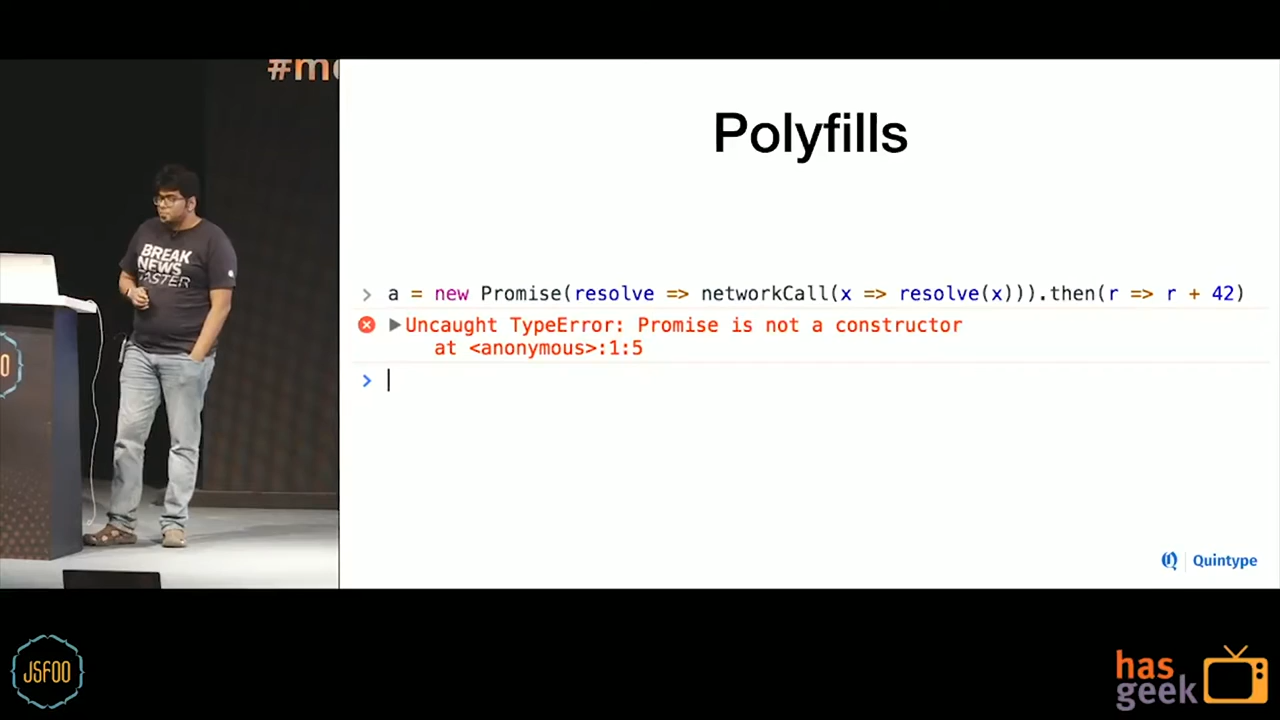 #m
Polyfills
BREAK
NEWS
FASTER
> a = new Promise(resolve => networkCall(x => resolve(x))).then(r => r + 42)
Uncaught TypeError: Promise is not a constructor
at <anonymous>:1:5
>
Quintype
JSFOO
has
geek